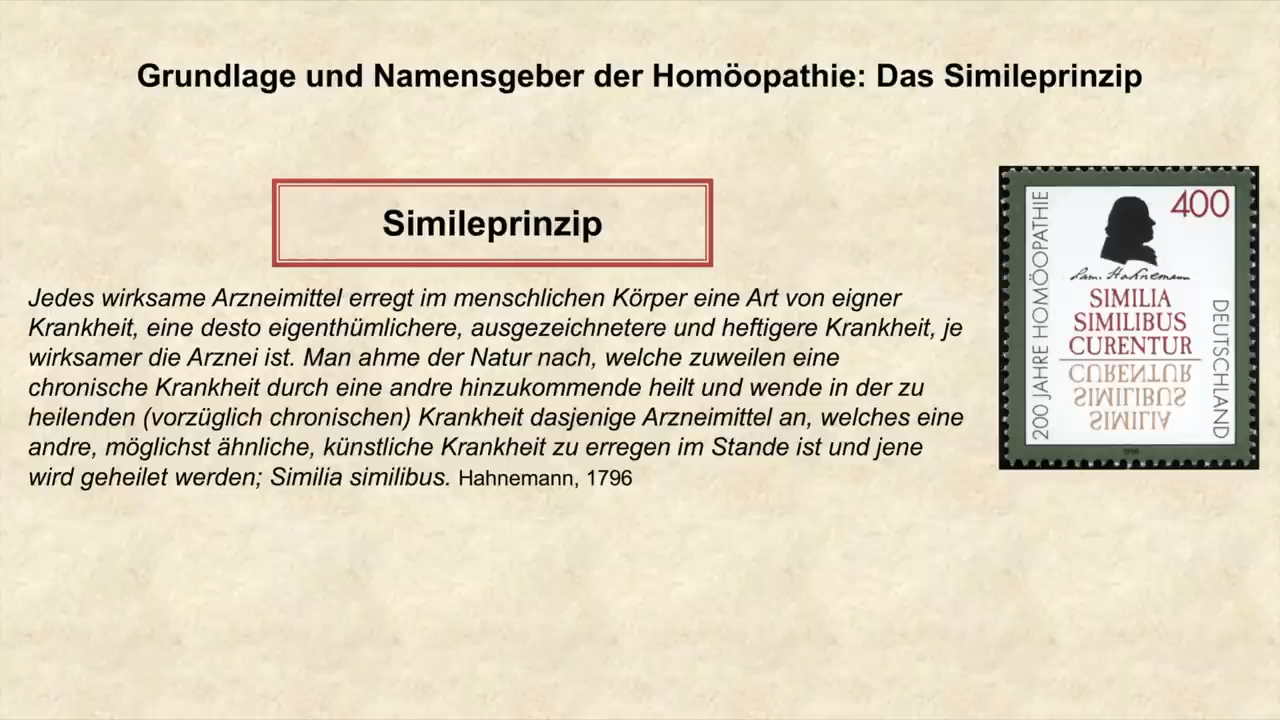 Grundlage und Namensgeber der Homöopathie: Das Simileprinzip
Simileprinzip
Jedes wirksame Arzneimittel erregt im menschlichen Körper eine Art von eigner
Krankheit, eine desto eigenthümlichere, ausgezeichnetere und heftigere Krankheit, je
wirksamer die Arznei ist. Man ahme der Natur nach, welche zuweilen eine
chronische Krankheit durch eine andre hinzukommende heilt und wende in der zu
heilenden (vorzüglich chronischen) Krankheit dasjenige Arzneimittel an, welches eine
andre, möglichst ähnliche, künstliche Krankheit zu erregen im Stande ist und jene
wird geheilet werden; Similia similibus. Hahnemann, 1796
400
200 JAHRE HOMÖOPATHIE
Sam. Hahnemann
SIMILIA
SIMILIBUS
CURENTUR
CURENTUR
SIMILIBUS
SIMILIA
DEUTSCHLAND